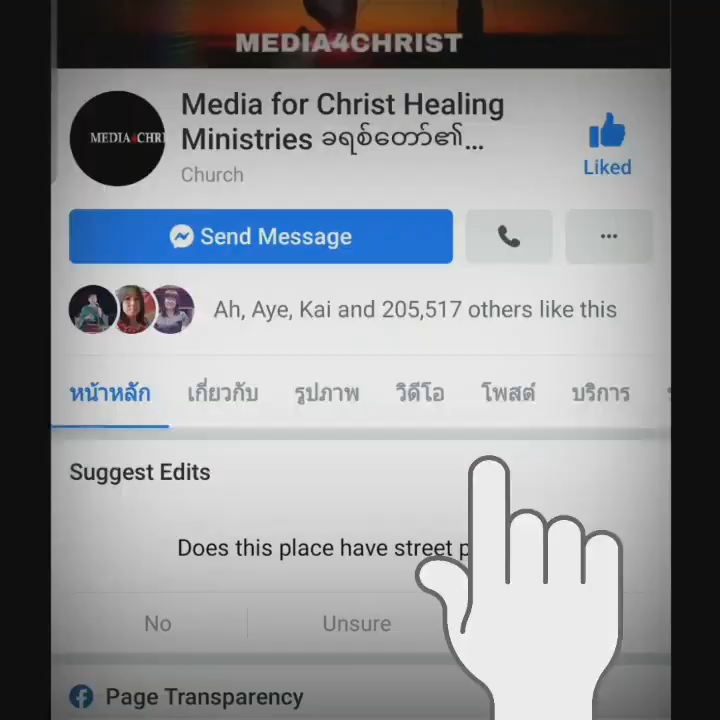 MEDIA4CHRIST
MEDIA4CHRI
Media for Christ Healing
Ministries ခရစ်တော်၏...
Church
Liked
Send Message
Ah, Aye, Kai and 205,517 others like this
หน้าหลัก เกี่ยวกับ รูปภาพ วิดีโอ โพสต์ บริการ
Suggest Edits
Does this place have street p
No Unsure
Page Transparency